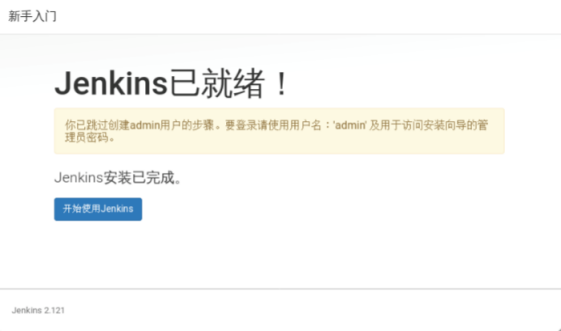 新手入门
Jenkins已就绪！
你已跳过创建admin用户的步骤。要登录请使用用户名：'admin' 及用于访问安装向导的管
理员密码。
Jenkins安装已完成。
开始使用Jenkins
Jenkins 2.121